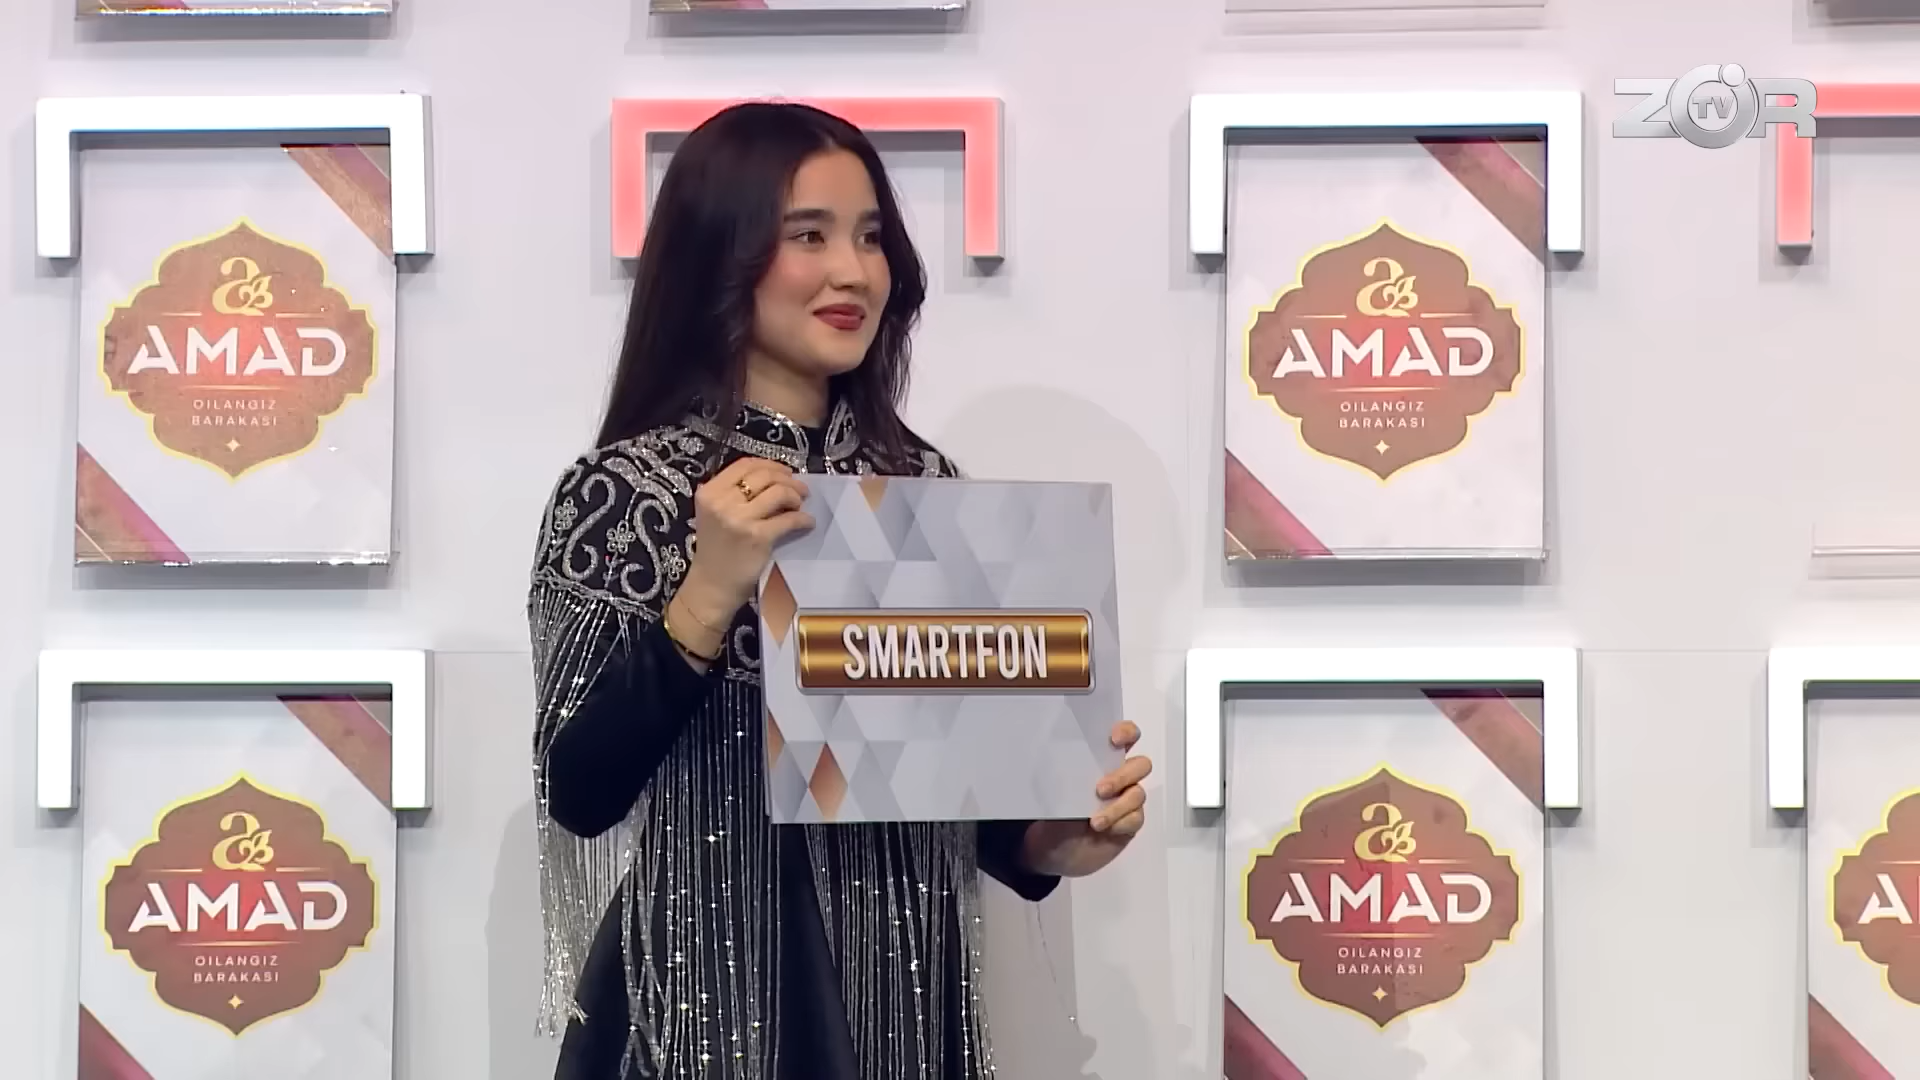 ZOR
TV
AMAD
OILANGIZ
BARAKASI
AMAD
OILANGIZ
BARAKASI
SMARTFON
AMAD
OILANGIZ
BARAKASI
AMAD
OILANGIZ
BARAKASI